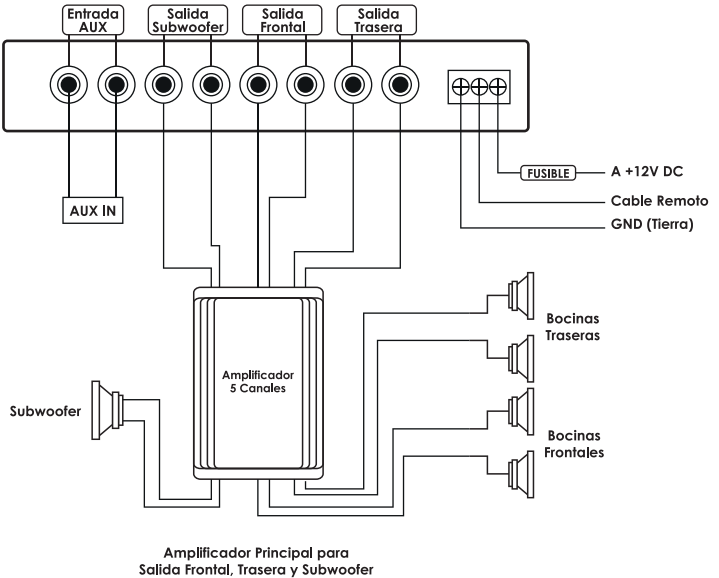 Entrada
AUX
Salida
Subwoofer
Salida
Frontal
Salida
Trasera
FUSIBLE
A +12V DC
Cable Remoto
GND (Tierra)
AUX IN
Amplificador
5 Canales
Bocinas
Traseras
Subwoofer
Bocinas
Frontales
Amplificador Principal para
Salida Frontal, Trasera y Subwoofer